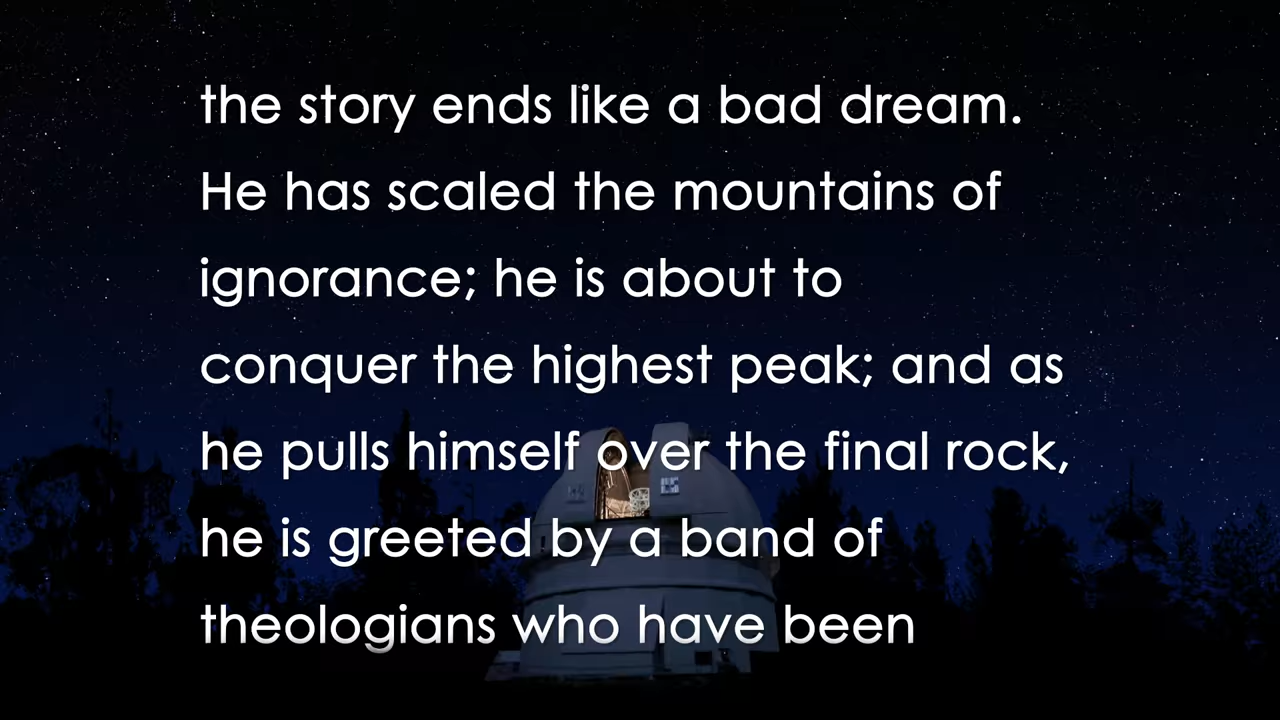 the story ends like a bad dream.
He has scaled the mountains of
ignorance; he is about to
conquer the highest peak; and as
he pulls himself over the final rock,
he is greeted by a band of
theologians who have been